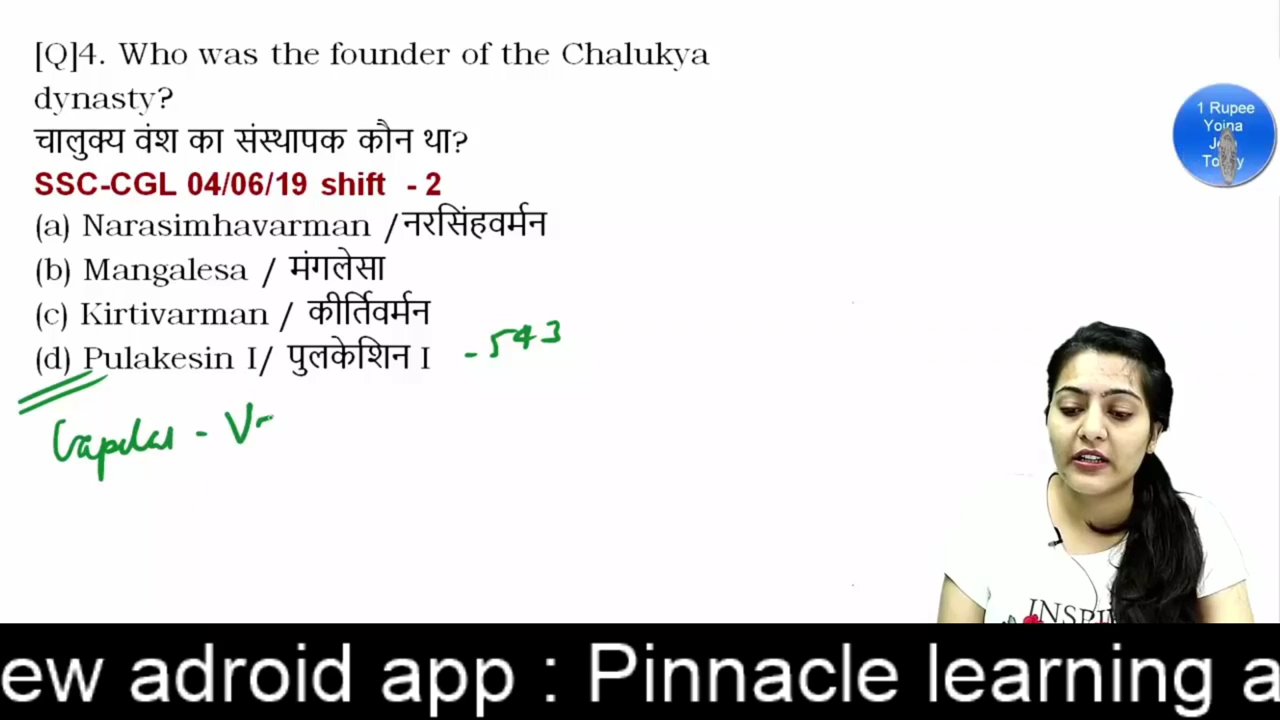 [Q]4. Who was the founder of the Chalukya
dynasty?
चालुक्य वंश का संस्थापक कौन था?
SSC-CGL 04/06/19 shift - 2
(a) Narasimhavarman /नरसिंहवर्मन
(b) Mangalesa / मंगलेसा
(c) Kirtivarman / कीर्तिवर्मन
(d) Pulakesin I/ पुलकेशिन I - 543
1 Rupee
Yojna
INSP
ew adroid app : Pinnacle learning a